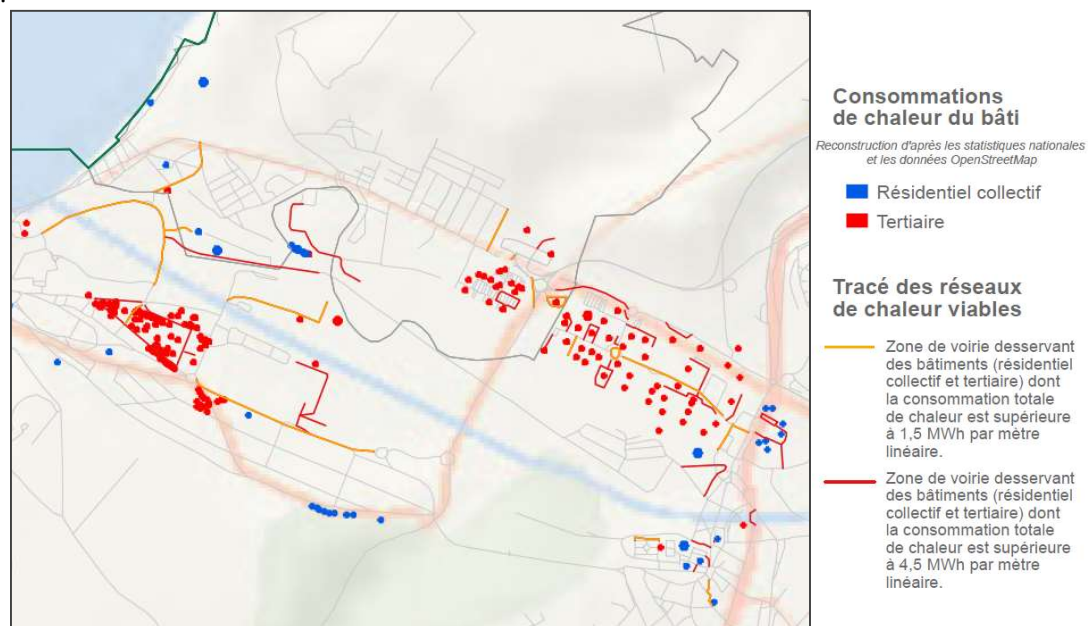 Consommations
de chaleur du bâti
Reconstruction d'après les statistiques nationales
et les données OpenStreetMap
Résidentiel collectif
Tertiaire
Tracé des réseaux
de chaleur viables
Zone de voirie desservant
des bâtiments (résidentiel
collectif et tertiaire) dont
la consommation totale
de chaleur est supérieure
à 1,5 MWh par mètre
linéaire.
Zone de voirie desservant
des bâtiments (résidentiel
collectif et tertiaire) dont
la consommation totale
de chaleur est supérieure
à 4,5 MWh par mètre
linéaire.